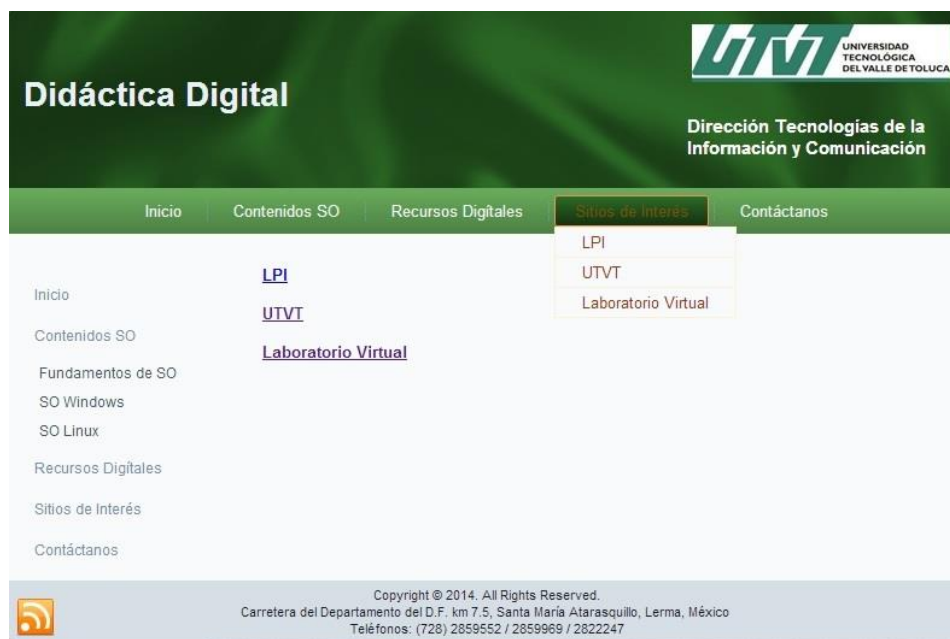 Didáctica Digital
UTVT
UNIVERSIDAD
TECNOLÓGICA
DEL VALLE DE TOLUCA
Dirección Tecnologías de la
Información y Comunicación
Inicio
Contenidos SO
Recursos Digítales
Sitios de Interés
Contáctanos
LPI
UTVT
Laboratorio Virtual
Inicio
Contenidos SO
Fundamentos de SO
SO Windows
SO Linux
Recursos Digítales
Sitios de Interés
Contáctanos
LPI
UTVT
Laboratorio Virtual
Copyright © 2014. All Rights Reserved.
Carretera del Departamento del D.F. km 7.5, Santa María Atarasquillo, Lerma, México
Teléfonos: (728) 2859552 / 2859969 / 2822247